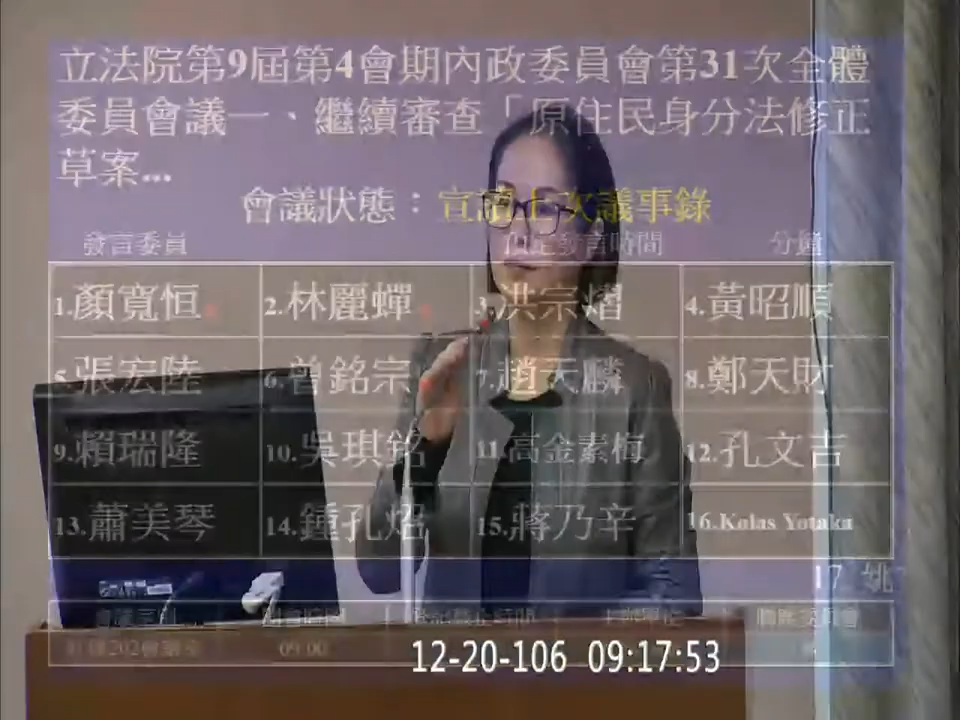 立法院第9屆第4會期內政委員會第31次全體
委員會議一、繼續審查「原住民身分法修正
草案...
會議狀態：宣讀上次議事錄
發言委員 發言時間 分鐘
1.顏寬恒 2.林麗蟬 3.洪宗熠 4.黃昭順
5.張宏陸 6.曾銘宗 7.趙天麟 8.鄭天財
9.賴瑞隆 10.吳琪銘 11.高金素梅 12.孔文吉
13.蕭美琴 14.鍾孔炤 15.蔣乃辛 16.Kolas Yotaka
17 姚
09:00
12-20-106 09:17:53